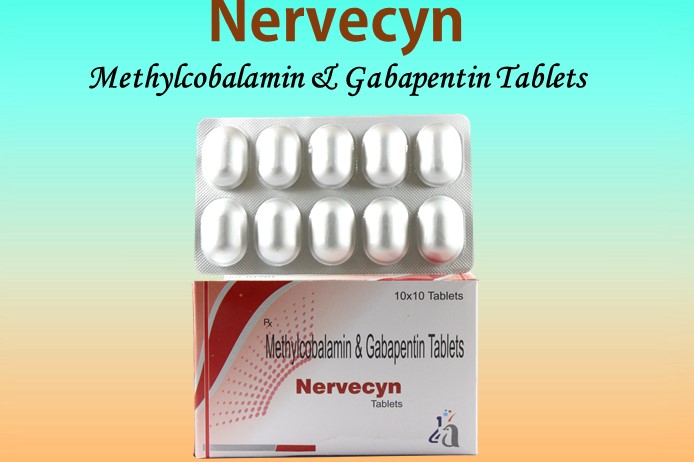 Nervecyn
Methylcobalamin & Gabapentin Tablets
10x10 Tablets
Rx
Methylcobalamin & Gabapentin Tablets
Nervecyn
Tablets